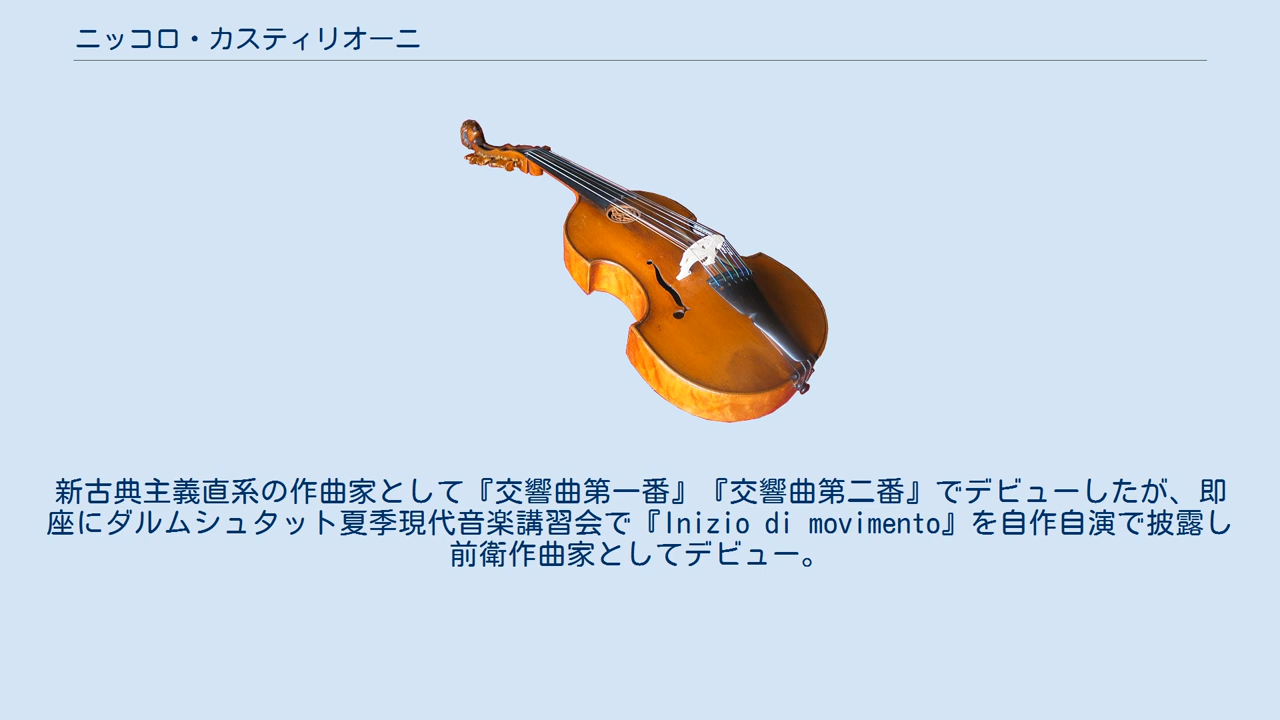 ニッコロ・カスティリオーニ
新古典主義直系の作曲家として『交響曲第一番』『交響曲第二番』でデビューしたが、即
座にダルムシュタット夏季現代音楽講習会で『Inizio di movimento』を自作自演で披露し
前衛作曲家としてデビュー。